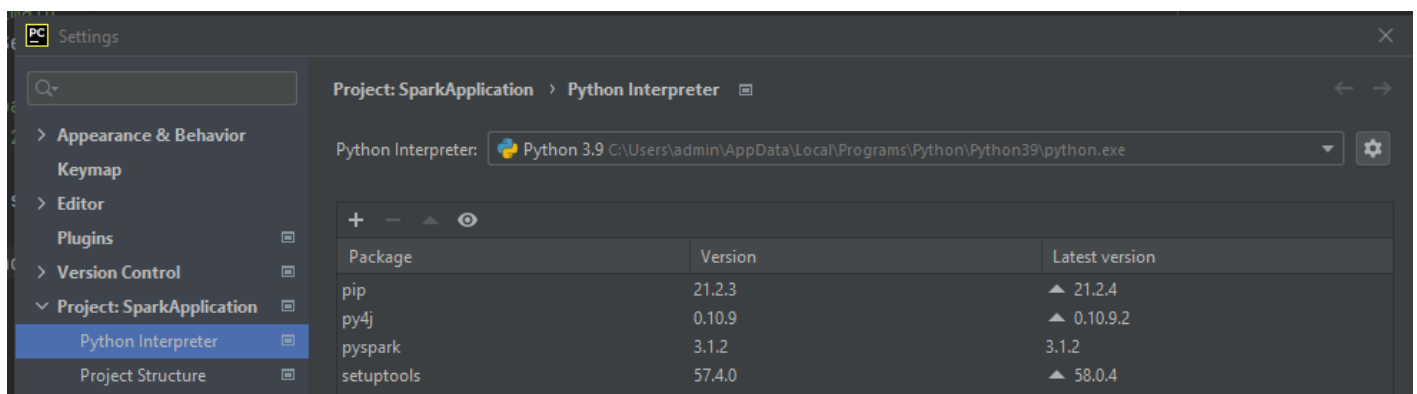 PC Settings
Project: SparkApplication > Python Interpreter
Appearance & Behavior
Keymap
Editor
Plugins
Version Control
Project: SparkApplication
Python Interpreter
Project Structure
Python Interpreter: Python 3.9 C:\Users\admin\AppData\Local\Programs\Python\Python39\python.exe
Package Version Latest version
pip 21.2.3 21.2.4
py4j 0.10.9 0.10.9.2
pyspark 3.1.2 3.1.2
setuptools 57.4.0 58.0.4